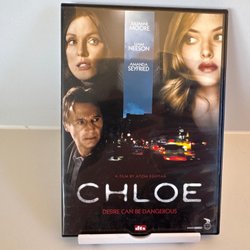 JULIANNE
MOORE
LIAM
NEESON
AMANDA
SEYFRIED
A FILM BY ATOM EGOYAN
CHLOE
DESIRE CAN BE DANGEROUS
dts